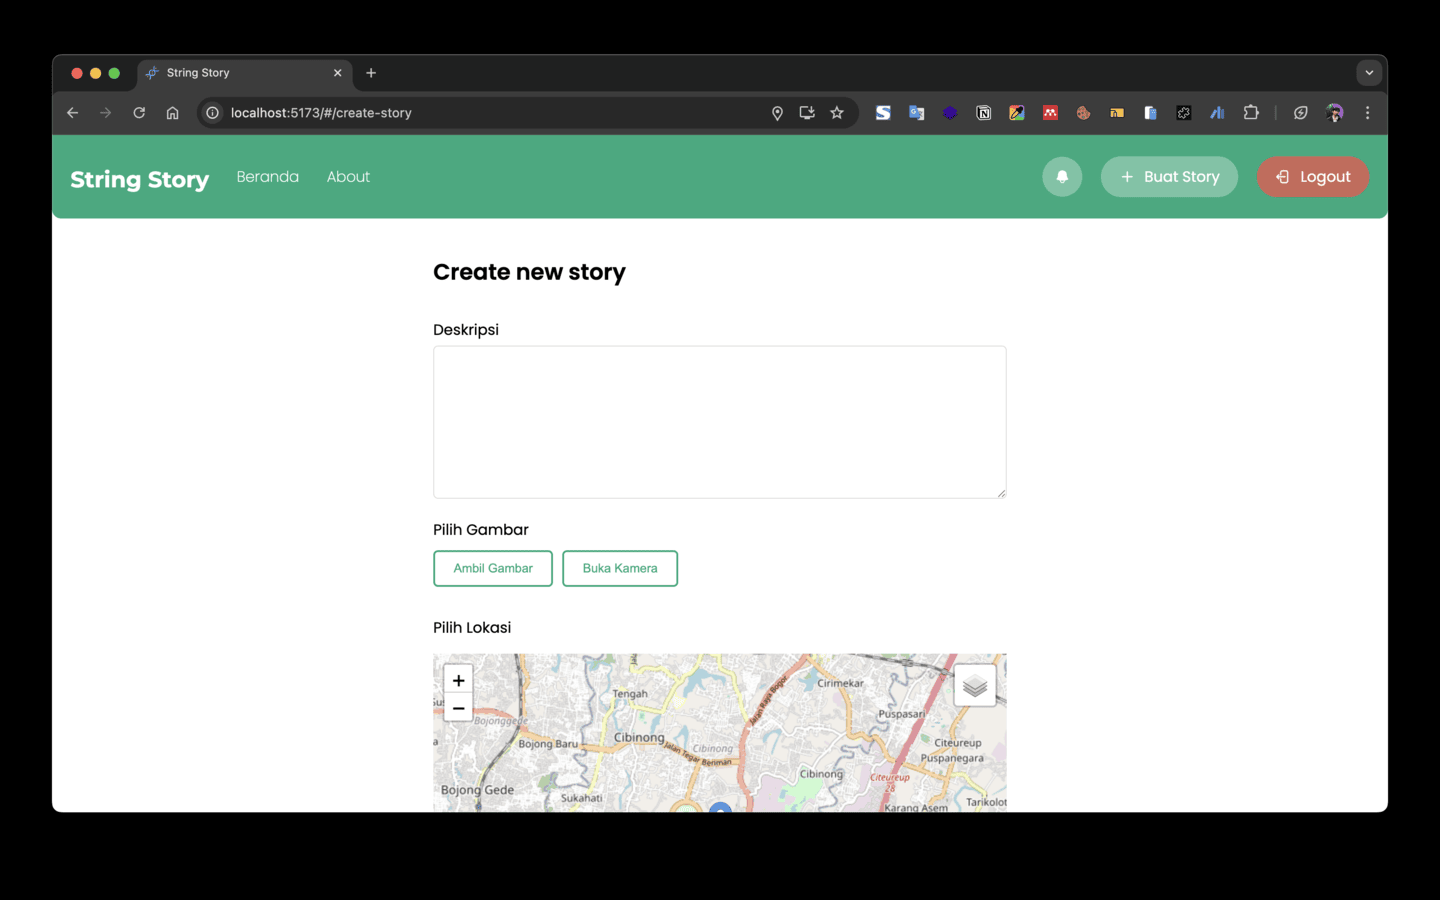 String Story
localhost:5173/#/create-story
String Story
Beranda
About
+ Buat Story
Logout
Create new story
Deskripsi
Pilih Gambar
Ambil Gambar
Buka Kamera
Pilih Lokasi
+
−
Tengah
Jalan Raya Bogor
Cirimekar
Puspasari
Bojonggede
Bojong Baru
Cibinong
Jalan Tegar Beriman
Cibinong
Citeureup
Puspanegara
Cibinong
Citeureup
28
Bojong Gede
Sukahati
Karang Asem
Tarikolot